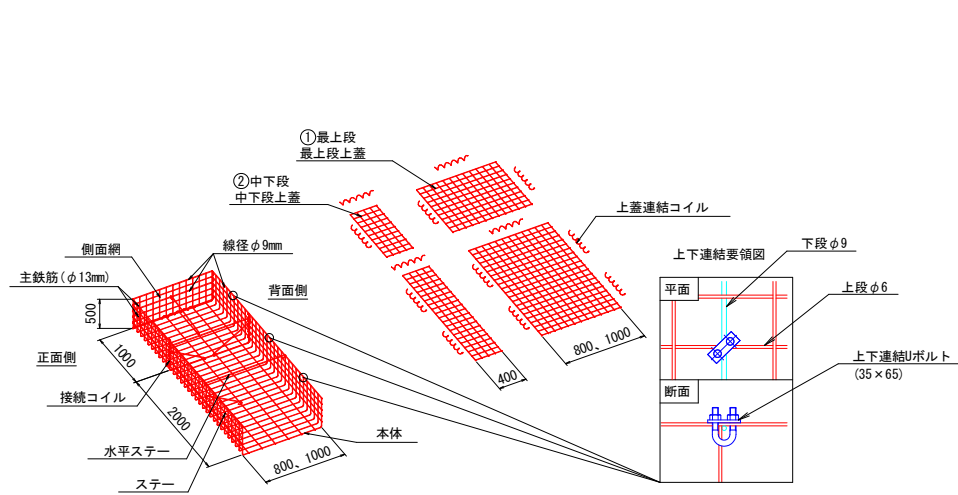 ①最上段
最上段上蓋
②中下段
中下段上蓋
上蓋連結コイル
側面網
線径φ9mm
主鉄筋(φ13mm)
背面側
500
正面側
1000
接続コイル
2000
水平ステー
ステー
本体
800、1000
400
800、1000
上下連結要領図
下段φ9
平面
上段φ6
上下連結Uボルト
(35×65)
断面